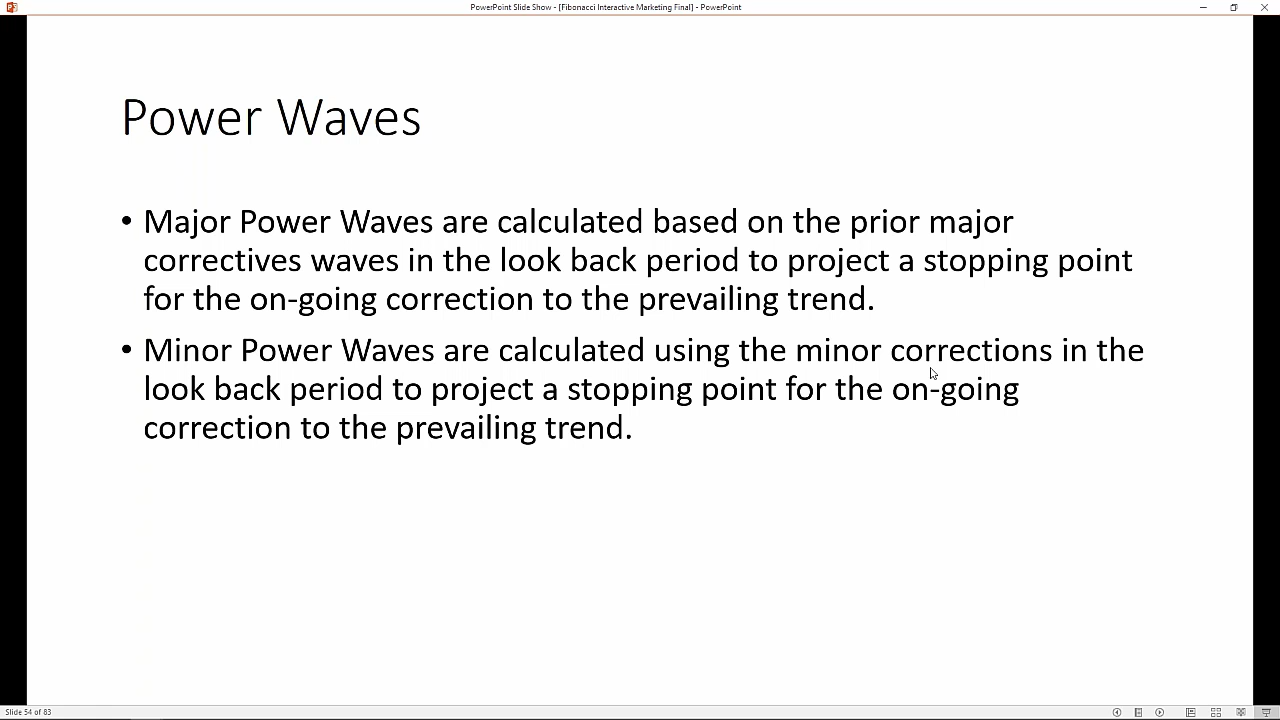 PowerPoint Slide Show - [Fibonacci Interactive Marketing Final] - PowerPoint
Power Waves
• Major Power Waves are calculated based on the prior major
correctives waves in the look back period to project a stopping point
for the on-going correction to the prevailing trend.
• Minor Power Waves are calculated using the minor corrections in the
look back period to project a stopping point for the on-going
correction to the prevailing trend.
Slide 54 of 83